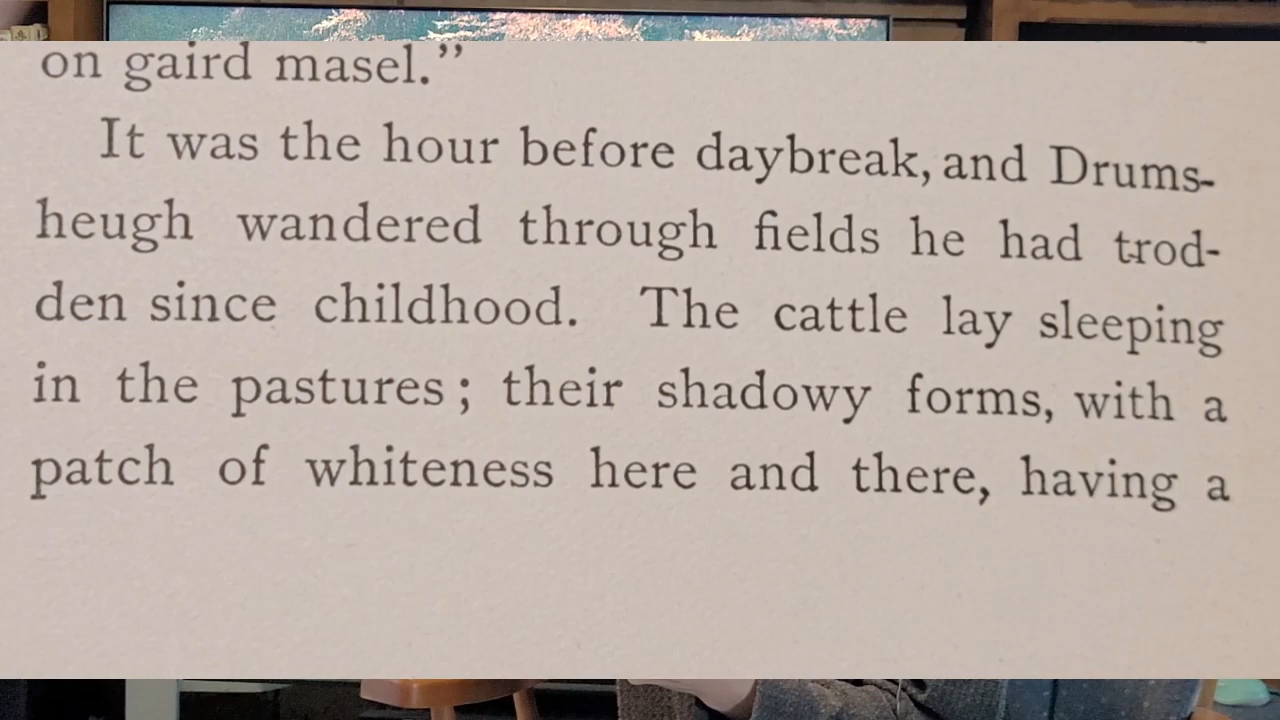 on gaird masel.”
It was the hour before daybreak, and Drums-
heugh wandered through fields he had trod-
den since childhood. The cattle lay sleeping
in the pastures; their shadowy forms, with a
patch of whiteness here and there, having a